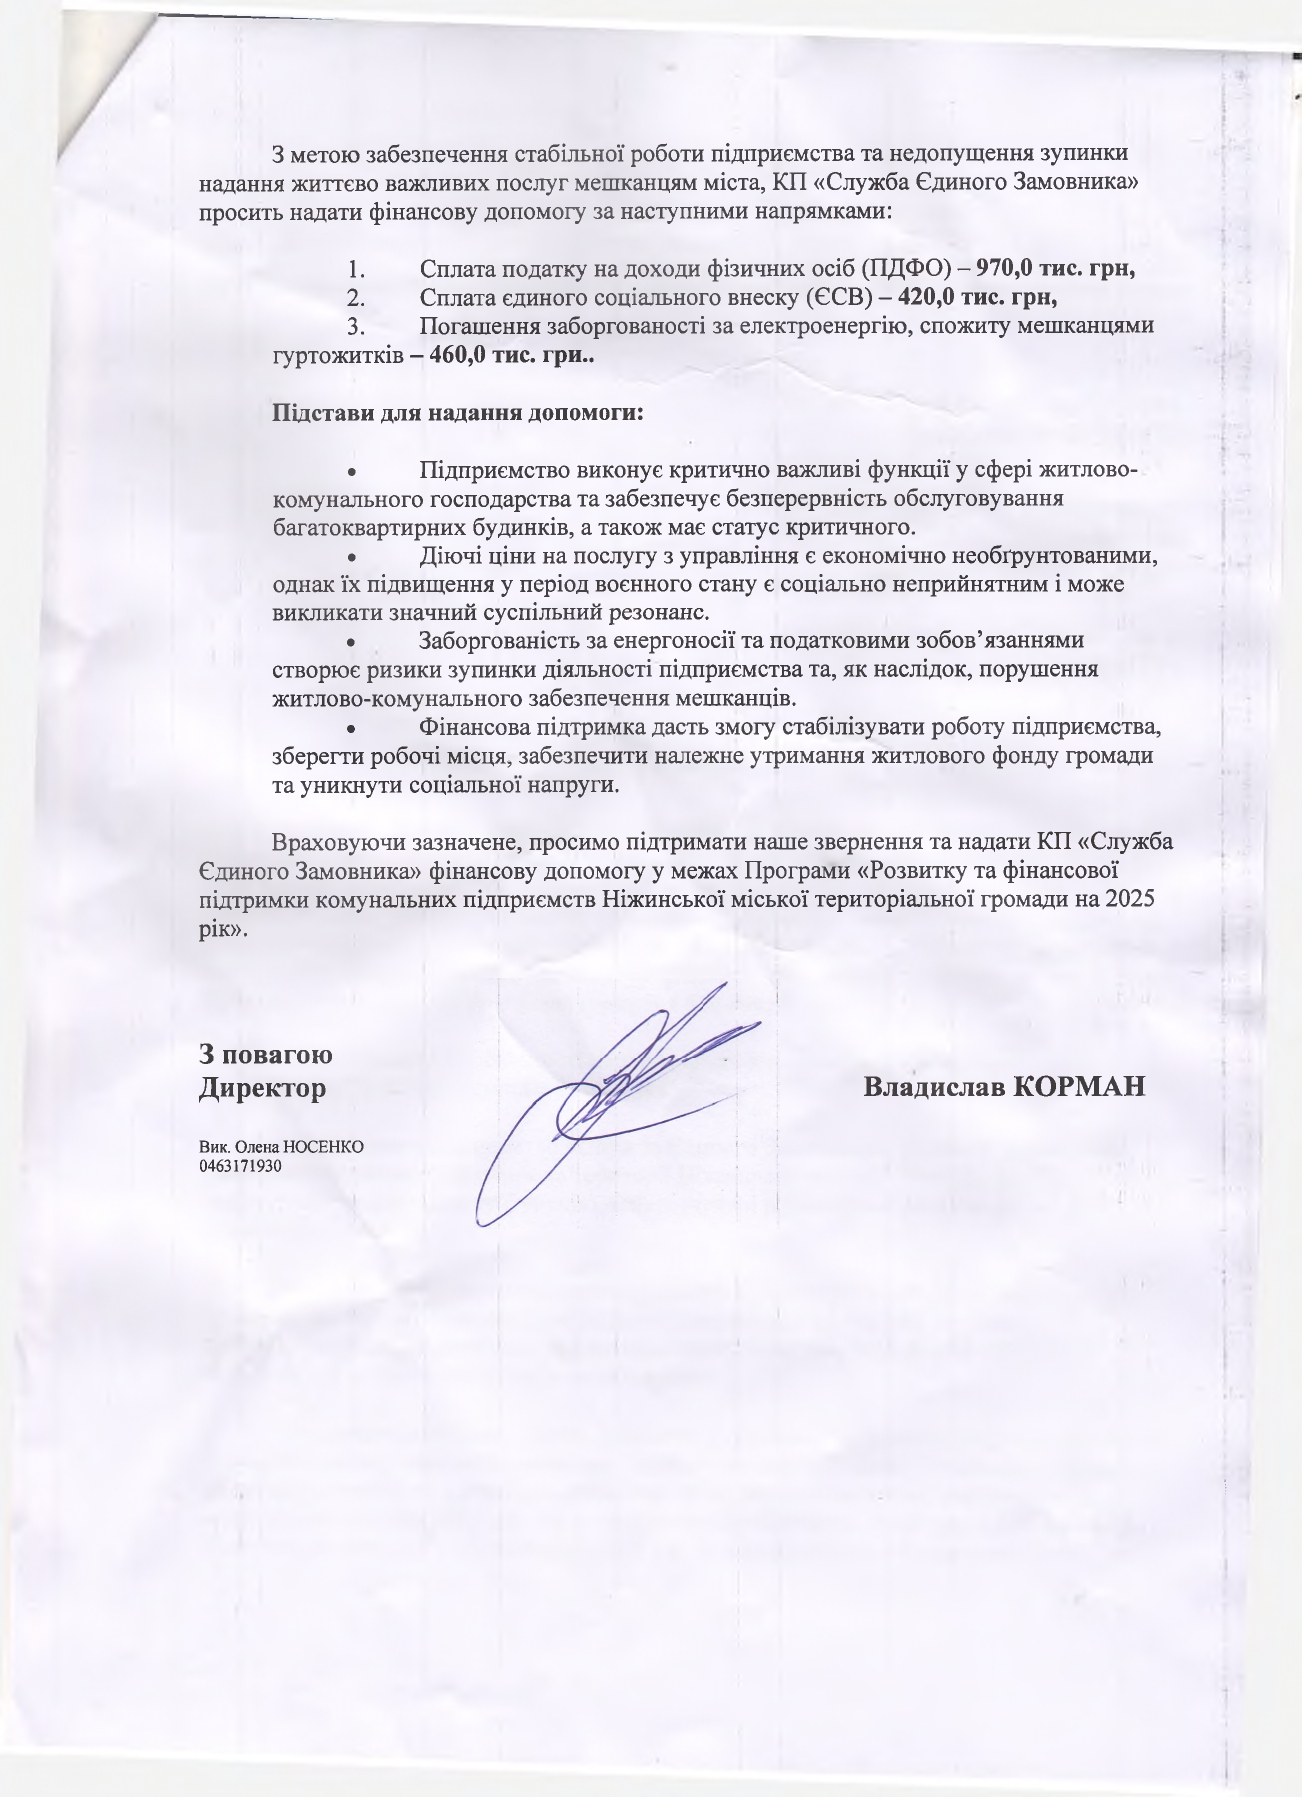 З метою забезпечення стабільної роботи підприємства та недопущення зупинки
надання життєво важливих послуг мешканцям міста, КП «Служба Єдиного Замовника»
просить надати фінансову допомогу за наступними напрямками:
1. Сплата податку на доходи фізичних осіб (ПДФО) – 970,0 тис. грн,
2. Сплата єдиного соціального внеску (ЄСВ) – 420,0 тис. грн,
3. Погашення заборгованості за електроенергію, спожиту мешканцями
гуртожитків – 460,0 тис. гри..
Підстави для надання допомоги:
• Підприємство виконує критично важливі функції у сфері житлово-
комунального господарства та забезпечує безперервність обслуговування
багатоквартирних будинків, а також має статус критичного.
• Діючі ціни на послугу з управління є економічно необґрунтованими,
однак їх підвищення у період воєнного стану є соціально неприйнятним і може
викликати значний суспільний резонанс.
• Заборгованість за енергоносії та податковими зобов’язаннями
створює ризики зупинки діяльності підприємства та, як наслідок, порушення
житлово-комунального забезпечення мешканців.
• Фінансова підтримка дасть змогу стабілізувати роботу підприємства,
зберегти робочі місця, забезпечити належне утримання житлового фонду громади
та уникнути соціальної напруги.
Враховуючи зазначене, просимо підтримати наше звернення та надати КП «Служба
Єдиного Замовника» фінансову допомогу у межах Програми «Розвитку та фінансової
підтримки комунальних підприємств Ніжинської міської територіальної громади на 2025
рік».
З повагою
Директор Владислав КОРМАН
Вик. Олена НОСЕНКО
0463171930